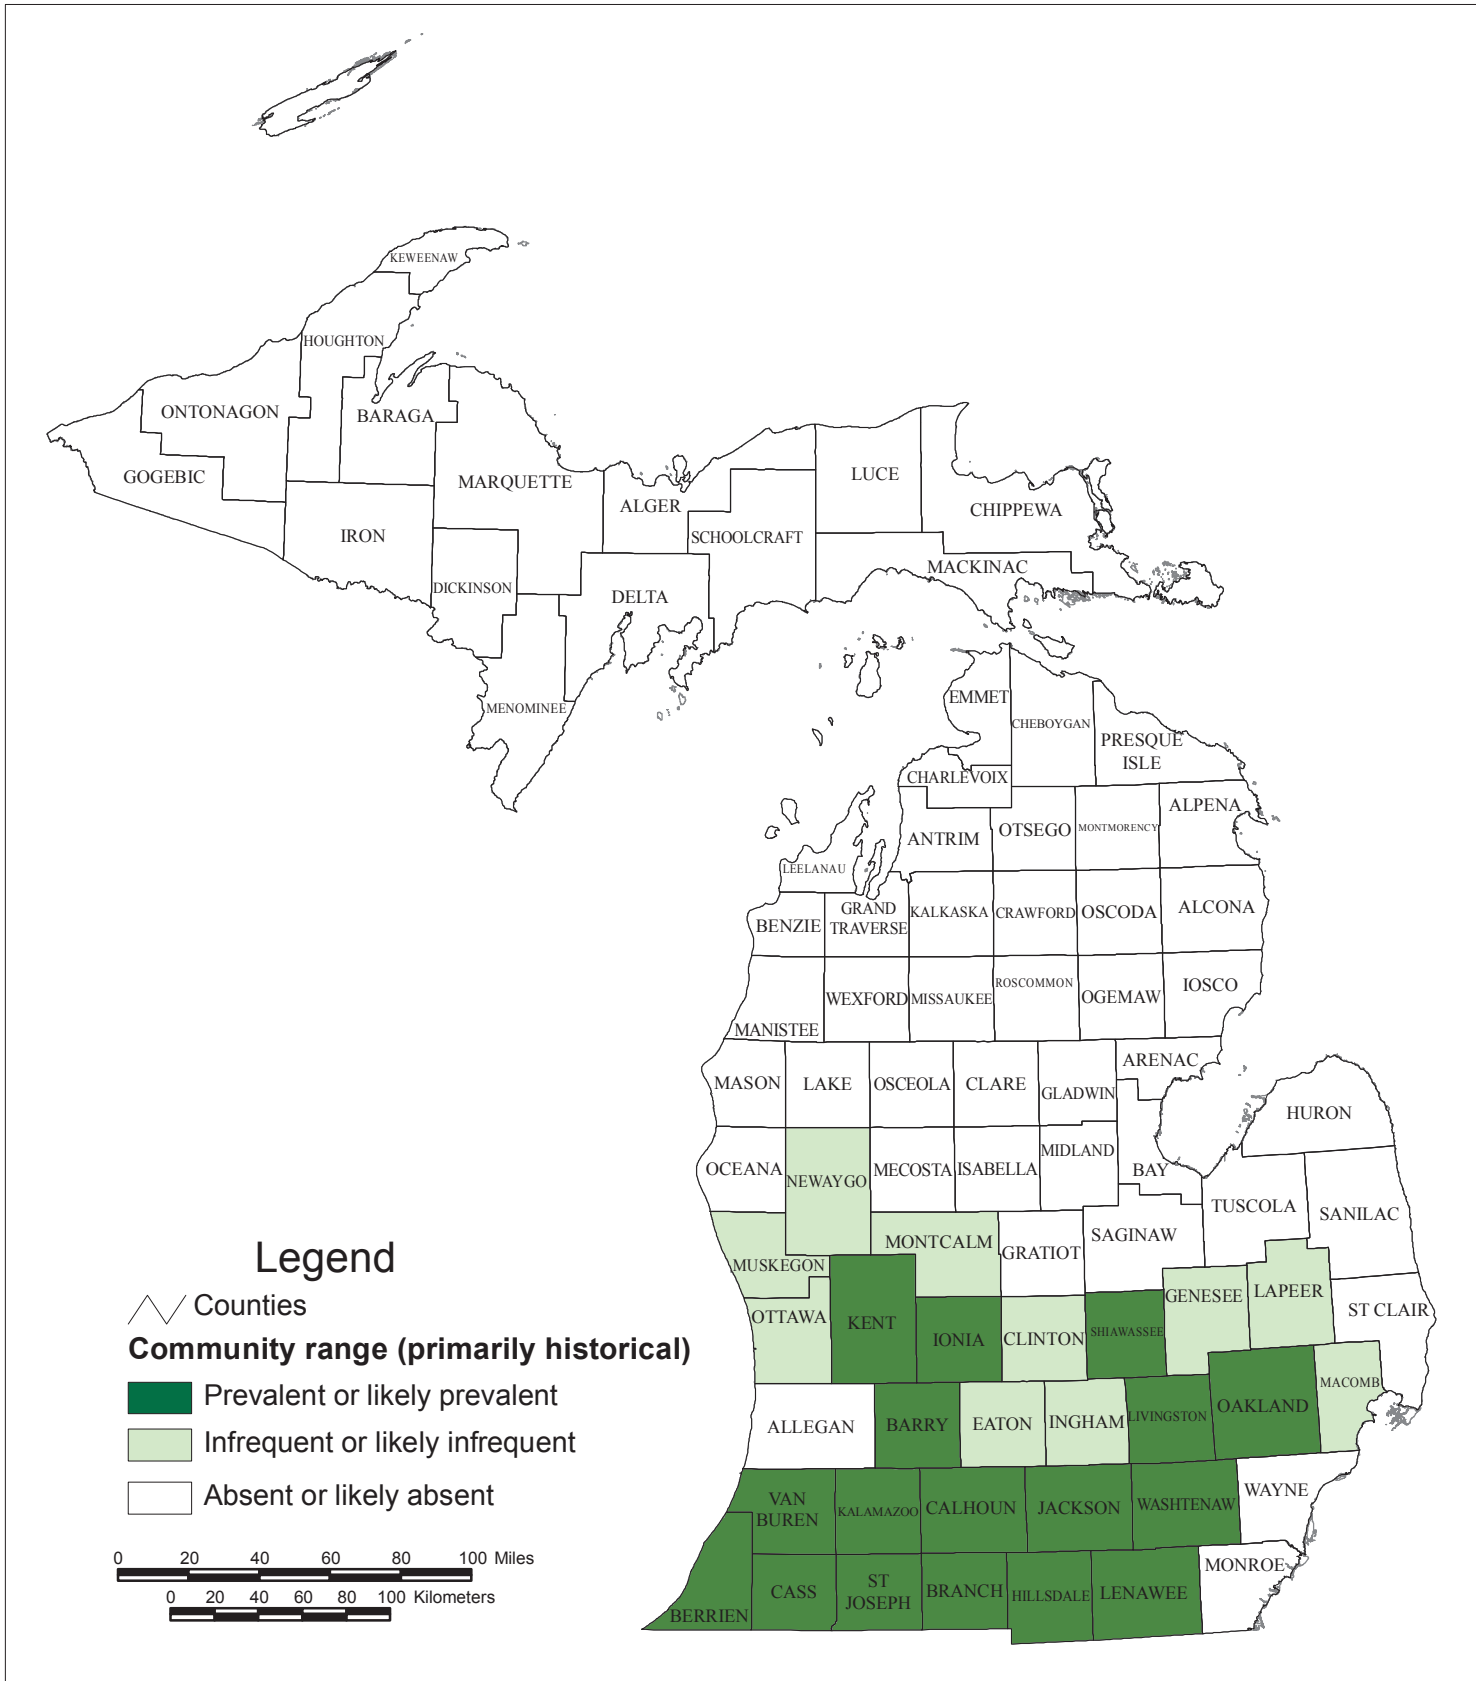 KEWEENAW
HOUGHTON
ONTONAGON
BARAGA
GOGEBIC
MARQUETTE
LUCE
ALGER
CHIPPEWA
IRON
SCHOOLCRAFT
MACKINAC
DICKINSON
DELTA
MENOMINEE
EMMET
CHEBOYGAN
PRESQUE
ISLE
CHARLEVOIX
ALPENA
ANTRIM
OTSEGO
MONTMORENCY
LEELANAU
BENZIE
GRAND
TRAVERSE
KALKASKA
CRAWFORD
OSCODA
ALCONA
MANISTEE
WEXFORD
MISSAUKEE
ROSCOMMON
OGEMAW
IOSCO
ARENAC
MASON
LAKE
OSCEOLA
CLARE
GLADWIN
HURON
OCEANA
NEWAYGO
MECOSTA
ISABELLA
MIDLAND
BAY
TUSCOLA
SANILAC
SAGINAW
MUSKEGON
MONTCALM
GRATIOT
GENESEE
LAPEER
ST CLAIR
OTTAWA
KENT
IONIA
CLINTON
SHIAWASSEE
MACOMB
ALLEGAN
BARRY
EATON
INGHAM
LIVINGSTON
OAKLAND
VAN
BUREN
KALAMAZOO
CALHOUN
JACKSON
WASHTENAW
WAYNE
BERRIEN
CASS
ST
JOSEPH
BRANCH
HILLSDALE
LENAWEE
MONROE
Legend
Counties
Community range (primarily historical)
Prevalent or likely prevalent
Infrequent or likely infrequent
Absent or likely absent
0 20 40 60 80 100 Miles
0 20 40 60 80 100 Kilometers